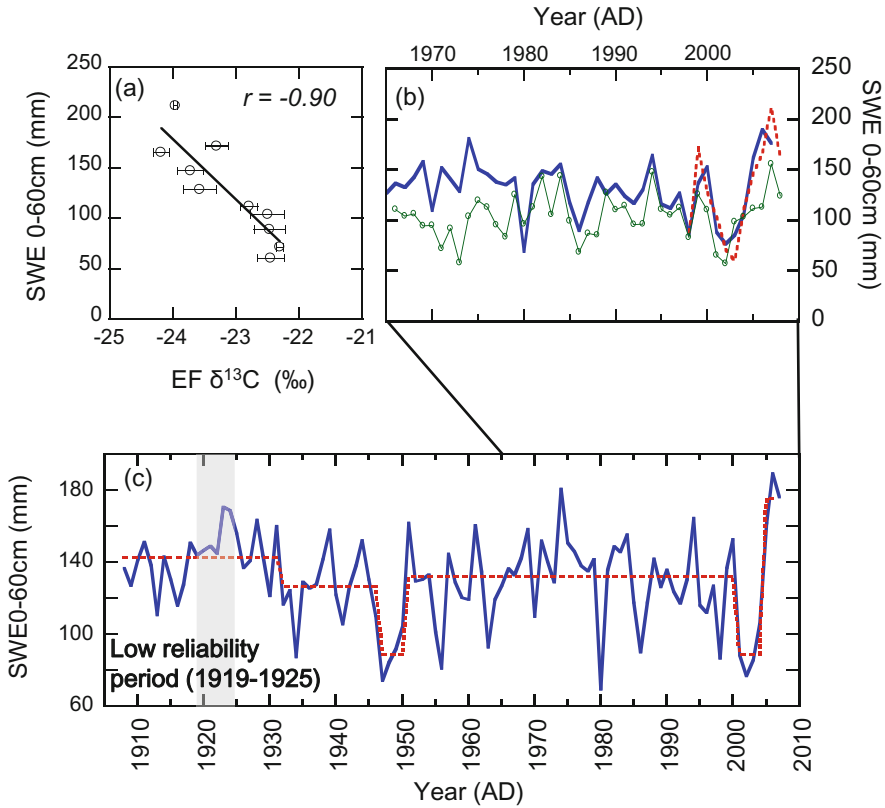 Year (AD)
1970 1980 1990 2000
250 (a) r = -0.90 (b) 250
200 200
150 150
100 100
50 50
0 0
SWE 0-60cm (mm)
SWE 0-60cm (mm)
-25 -24 -23 -22 -21
EF δ¹³C (‰)
(c)
180
140
100
60
SWE0-60cm (mm)
Low reliability
period (1919-1925)
1910 1920 1930 1940 1950 1960 1970 1980 1990 2000 2010
Year (AD)